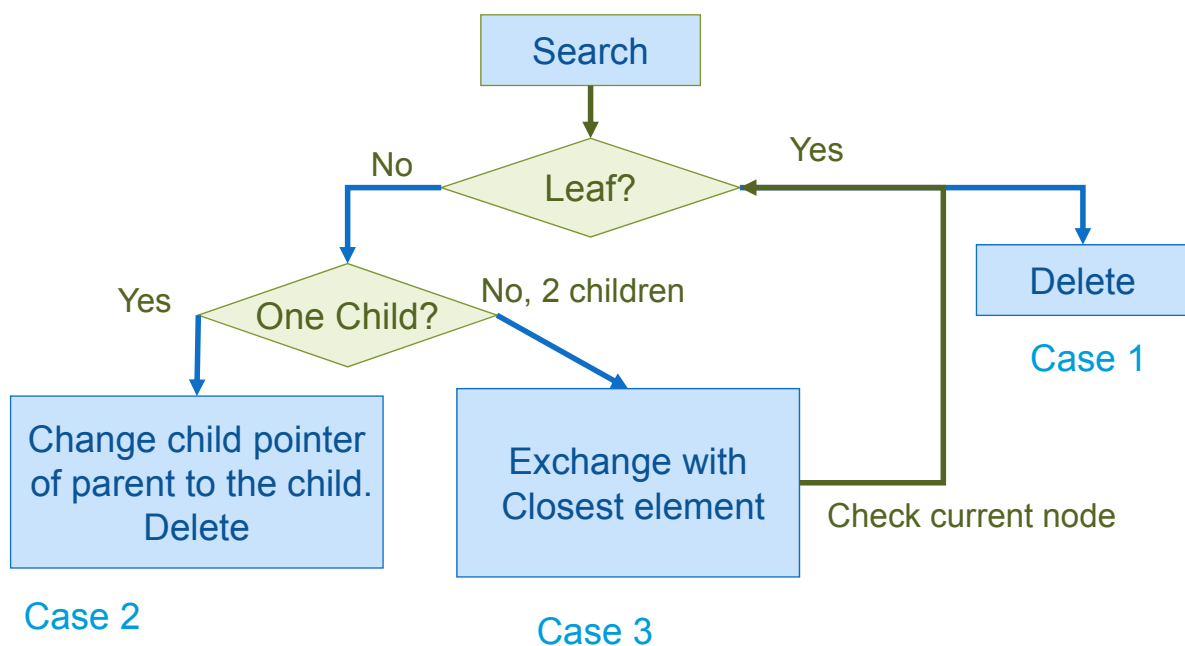 Search
No
Yes
Leaf?
Delete
Yes
No, 2 children
One Child?
Case 1
Change child pointer
of parent to the child.
Delete
Exchange with
Closest element
Check current node
Case 2
Case 3